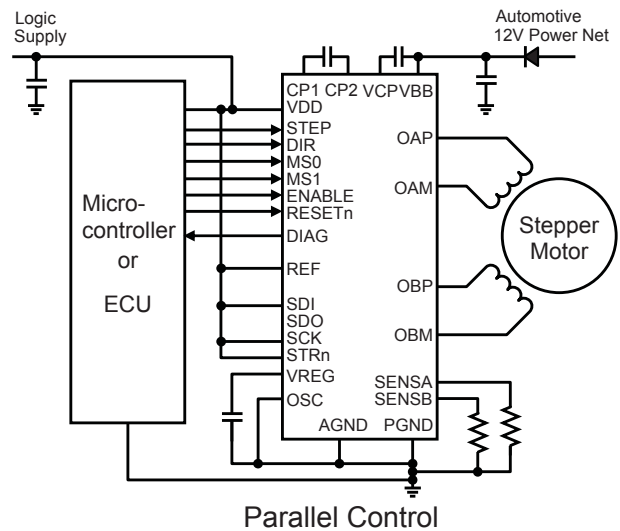 Logic
Supply
Automotive
12V Power Net
CP1 CP2 VCPVBB
VDD
STEP
DIR
MS0
MS1
ENABLE
RESETn
DIAG
REF
SDI
SDO
SCK
STRn
VREG
OSC
AGND PGND
OAP
OAM
OBP
OBM
SENSA
SENSB
Micro-
controller
or
ECU
Stepper
Motor
Parallel Control